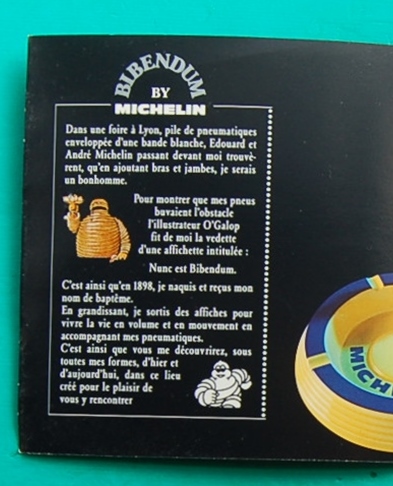 BIBENDUM
BY
MICHELIN
Dans une foire à Lyon, pile de pneumatiques
enveloppée d'une bande blanche, Edouard et
André Michelin passant devant moi trouvè-
rent, qu'en ajoutant bras et jambes, je serais
un bonhomme.
Pour montrer que mes pneus
buvaient l'obstacle
l'illustrateur O'Galop
fit de moi la vedette
d'une affichette intitulée :
Nunc est Bibendum.
C'est ainsi qu'en 1898, je naquis et reçus mon
nom de baptême.
En grandissant, je sortis des affiches pour
vivre la vie en volume et en mouvement en
accompagnant mes pneumatiques.
C'est ainsi que vous me découvrirez, sous
toutes mes formes, d'hier et
d'aujourd'hui, dans ce lieu
créé pour le plaisir de
vous y rencontrer
MICH